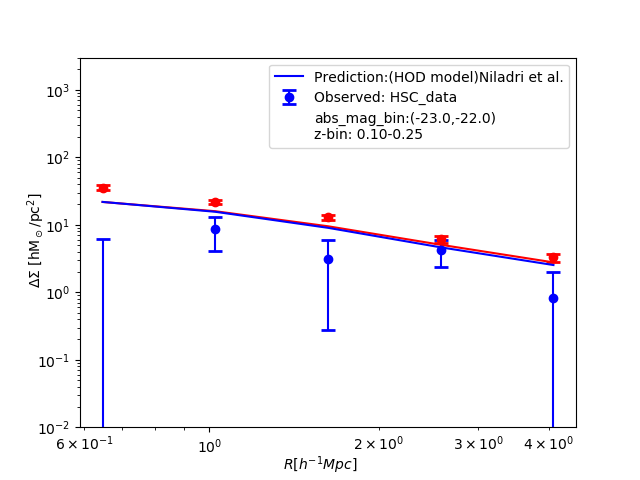 Prediction:(HOD model)Niladri et al.
Observed: HSC_data
abs_mag_bin:(-23.0,-22.0)
z-bin: 0.10-0.25
ΔΣ [hM⊙/pc²]
10³
10²
10¹
10⁰
10⁻¹
10⁻²
6 × 10⁻¹ 10⁰ 2 × 10⁰ 3 × 10⁰ 4 × 10⁰
R[h⁻¹Mpc]